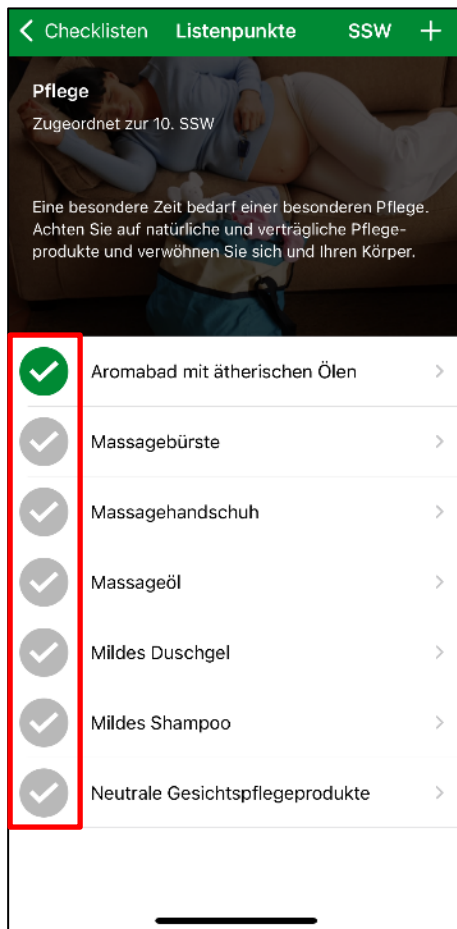 Checklisten Listenpunkte SSW +
Pflege
Zugeordnet zur 10. SSW
Eine besondere Zeit bedarf einer besonderen Pflege.
Achten Sie auf natürliche und verträgliche Pflege-
produkte und verwöhnen Sie sich und Ihren Körper.
Aromabad mit ätherischen Ölen
Massagebürste
Massagehandschuh
Massageöl
Mildes Duschgel
Mildes Shampoo
Neutrale Gesichtspflegeprodukte